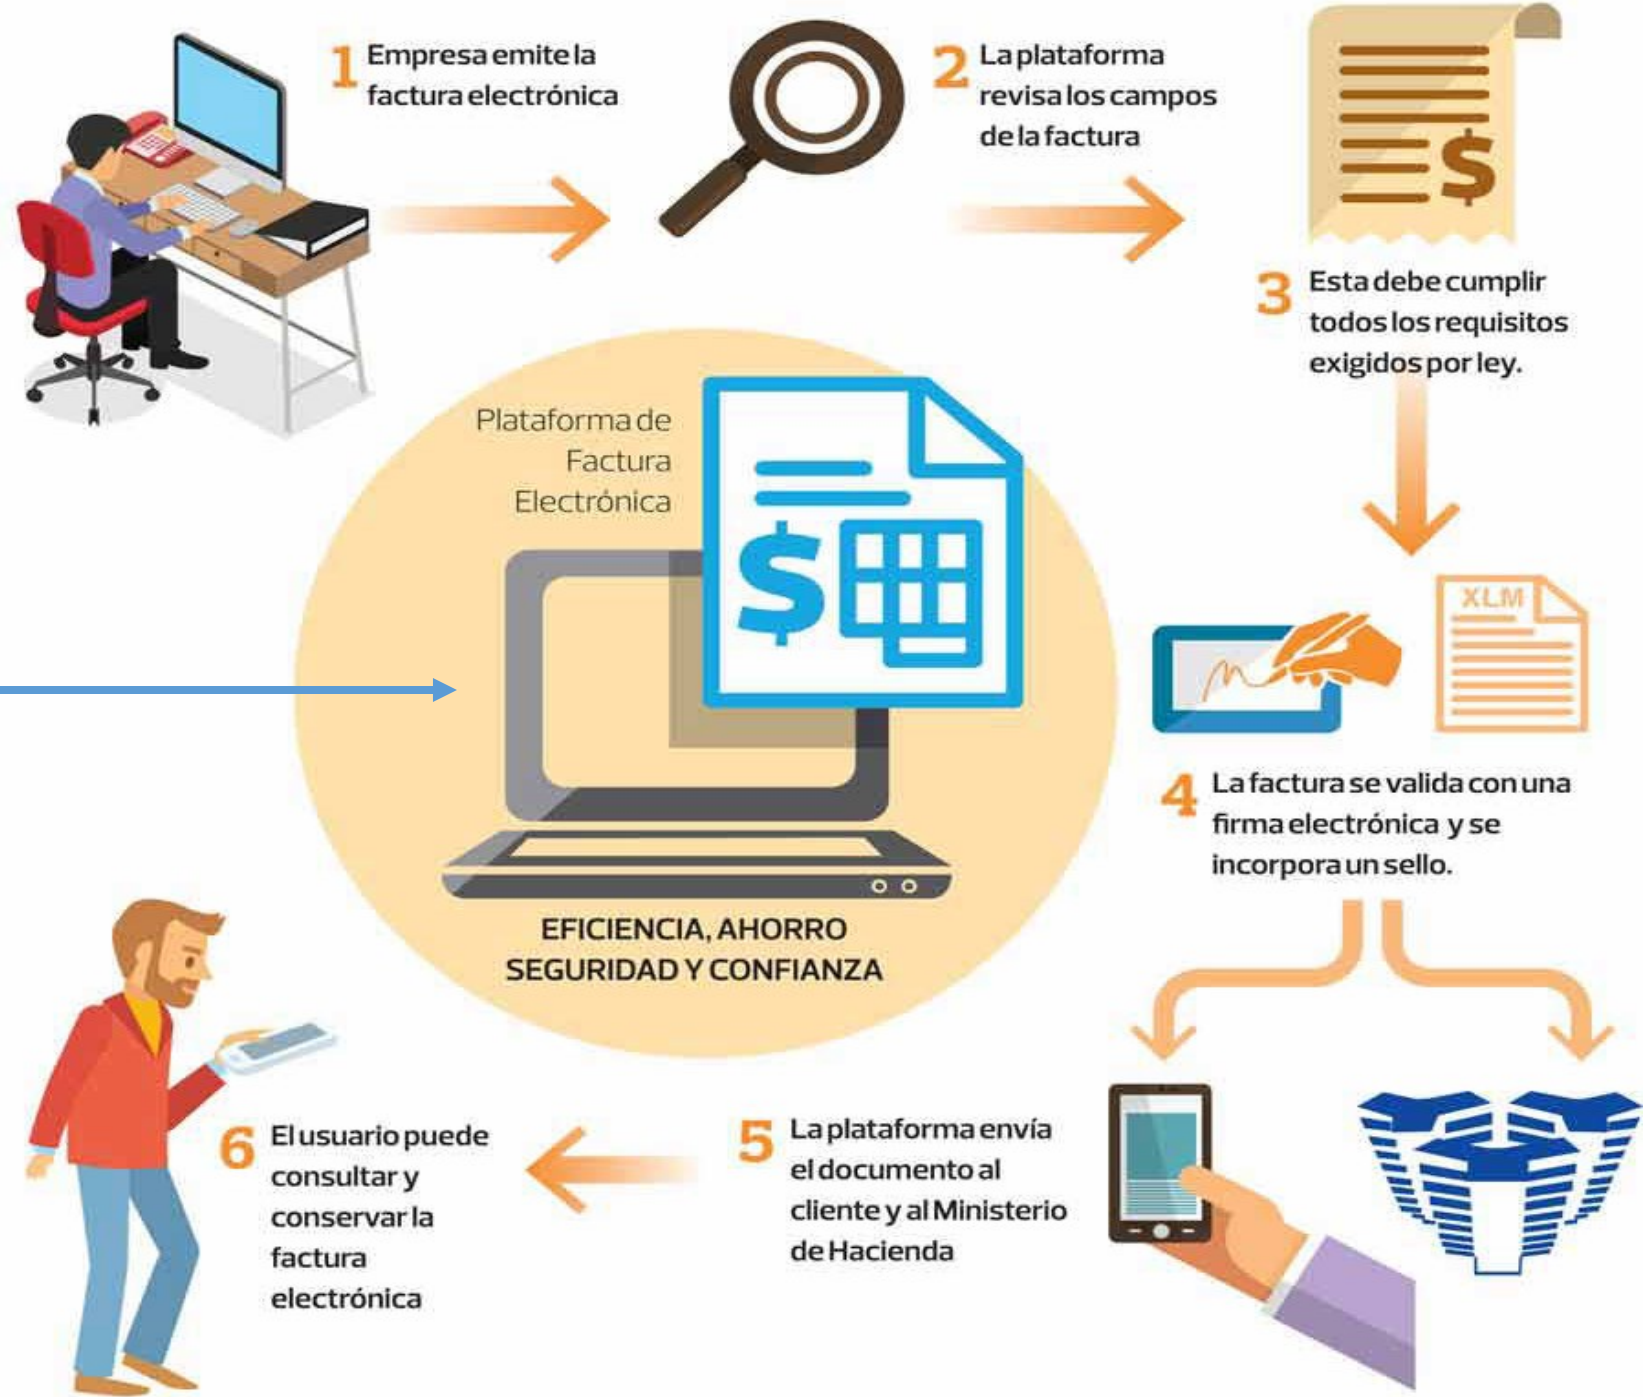 1 Empresa emite la
factura electrónica
2 La plataforma
revisa los campos
de la factura
$
3 Esta debe cumplir
todos los requisitos
exigidos por ley.
Plataforma de
Factura
Electrónica
$
XLM
4 La factura se valida con una
firma electrónica y se
incorpora un sello.
EFICIENCIA, AHORRO
SEGURIDAD Y CONFIANZA
5 La plataforma envía
el documento al
cliente y al Ministerio
de Hacienda
6 El usuario puede
consultar y
conservar la
factura
electrónica